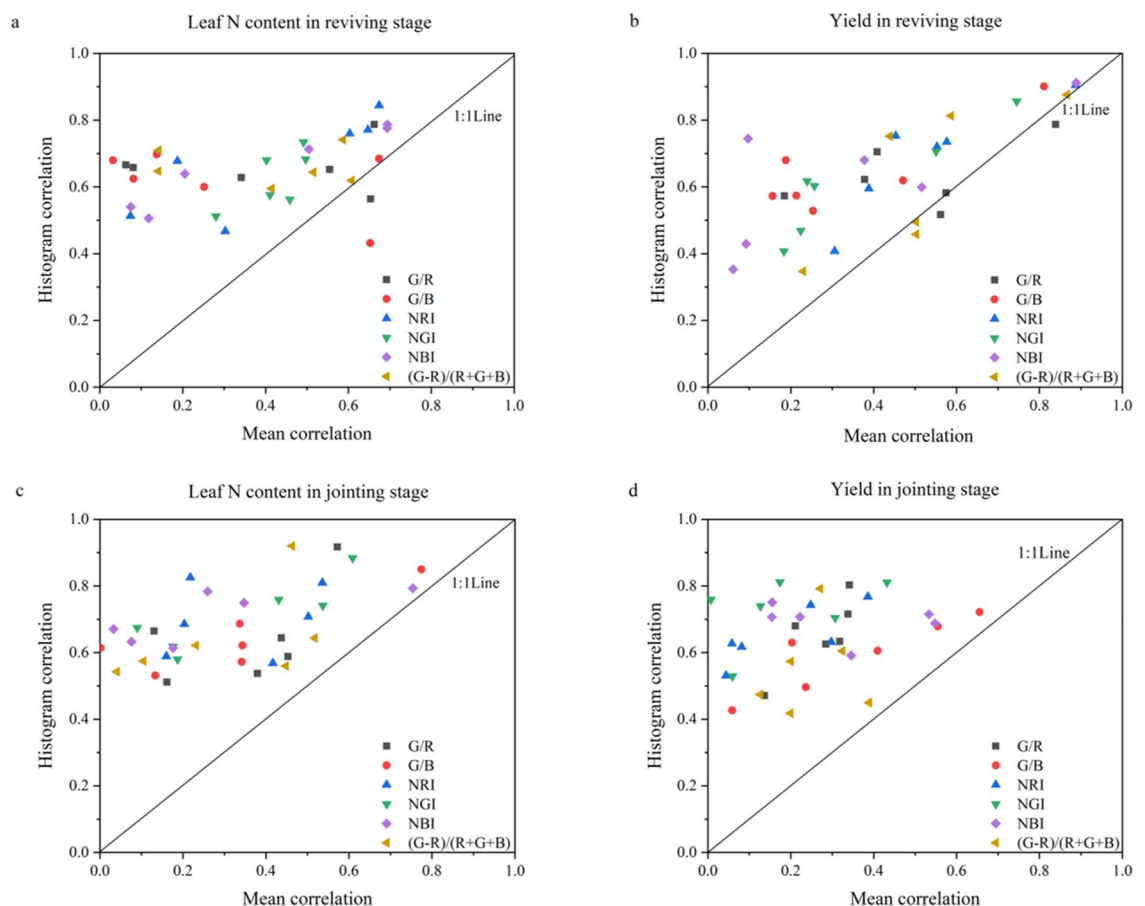 a
Leaf N content in reviving stage
1.0
0.8
0.6
0.4
0.2
0.0
Histogram correlation
1:1Line
G/R
G/B
NRI
NGI
NBI
(G-R)/(R+G+B)
0.0 0.2 0.4 0.6 0.8 1.0
Mean correlation
b
Yield in reviving stage
1.0
0.8
0.6
0.4
0.2
0.0
Histogram correlation
1:1Line
G/R
G/B
NRI
NGI
NBI
(G-R)/(R+G+B)
0.0 0.2 0.4 0.6 0.8 1.0
Mean correlation
c
Leaf N content in jointing stage
1.0
0.8
0.6
0.4
0.2
0.0
Histogram correlation
1:1Line
G/R
G/B
NRI
NGI
NBI
(G-R)/(R+G+B)
0.0 0.2 0.4 0.6 0.8 1.0
Mean correlation
d
Yield in jointing stage
1.0
0.8
0.6
0.4
0.2
0.0
Histogram correlation
1:1Line
G/R
G/B
NRI
NGI
NBI
(G-R)/(R+G+B)
0.0 0.2 0.4 0.6 0.8 1.0
Mean correlation